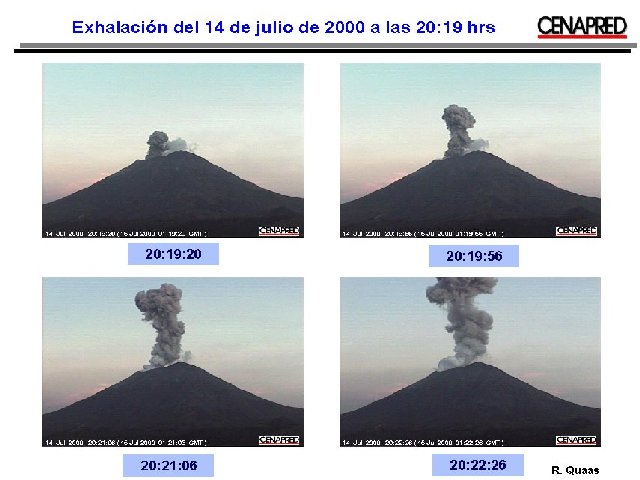 Exhalación del 14 de julio de 2000 a las 20:19 hrs
CENAPRED
14 Jul 2000 20:19:20 (15 Jul 2000 01:19:20 GMT)
CENAPRED
14 Jul 2000 20:19:56 (15 Jul 2000 01:19:56 GMT)
CENAPRED
20:19:20
20:19:56
14 Jul 2000 20:21:06 (15 Jul 2000 01:21:06 GMT)
CENAPRED
14 Jul 2000 20:22:26 (15 Jul 2000 01:22:26 GMT)
CENAPRED
20:21:06
20:22:26
R. Quaas